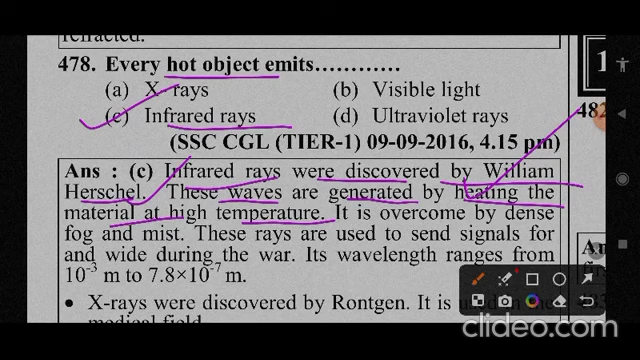 refracted.
478. Every hot object emits............
(a) X- rays (b) Visible light
(c) Infrared rays (d) Ultraviolet rays
(SSC CGL (TIER-1) 09-09-2016, 4.15 pm)
Ans : (c) Infrared rays were discovered by William
Herschel. These waves are generated by heating the
material at high temperature. It is overcome by dense
fog and mist. These rays are used to send signals for
and wide during the war. Its wavelength ranges from
10⁻³ m to 7.8×10⁻⁷ m.
• X-rays were discovered by Rontgen. It is
medical field.
1
482
An
clideo.com